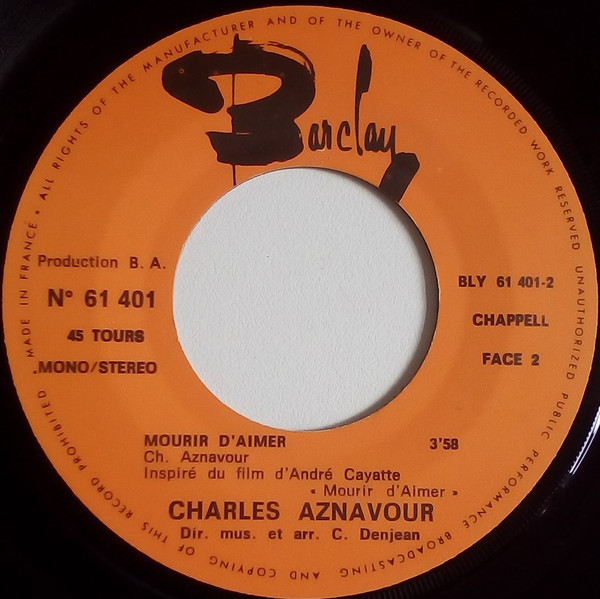 ALL RIGHTS OF THE MANUFACTURER AND OF THE OWNER OF THE RECORDED WORK RESERVED UNAUTHORIZED PUBLIC PERFORMANCE BROADCASTING AND COPYING OF THIS RECORD PROHIBITED • MADE IN FRANCE •
Barclay
Production B. A.
N° 61 401
45 TOURS
MONO/STEREO
BLY 61 401-2
CHAPPELL
FACE 2
MOURIR D'AIMER 3'58
Ch. Aznavour
Inspiré du film d'André Cayatte
« Mourir d'Aimer »
CHARLES AZNAVOUR
Dir. mus. et arr. C. Denjean